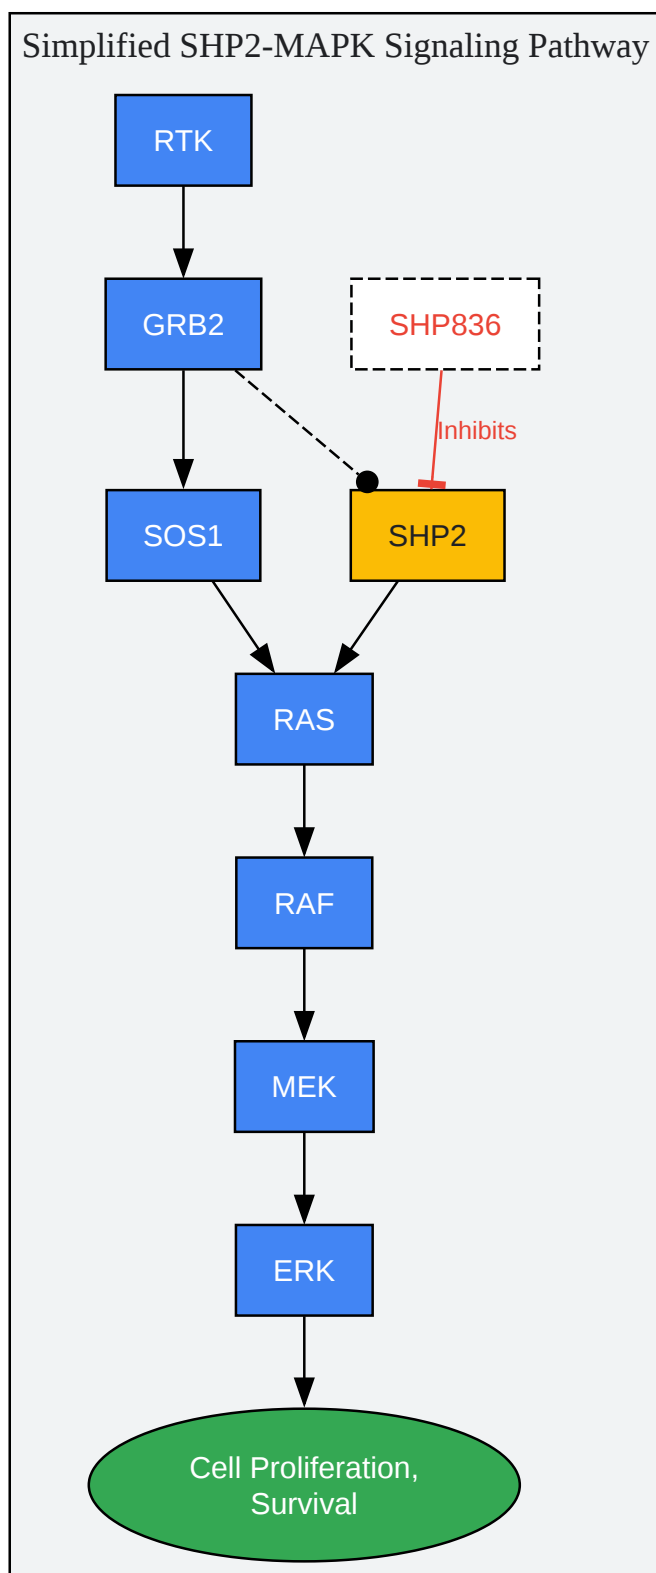 Simplified SHP2-MAPK Signaling Pathway
RTK
GRB2
SHP836
Inhibits
SOS1
SHP2
RAS
RAF
MEK
ERK
Cell Proliferation,
Survival